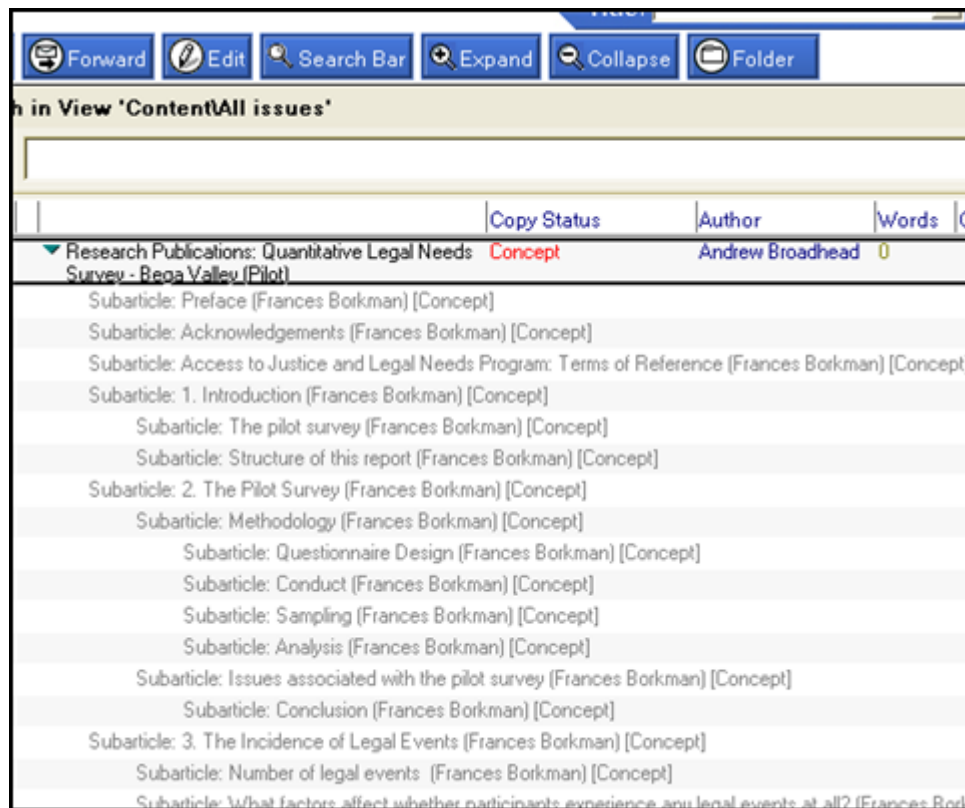 Forward Edit Search Bar Expand Collapse Folder
h in View 'Content\All issues'
Copy Status Author Words
Research Publications: Quantitative Legal Needs Concept Andrew Broadhead 0
Survey - Bega Valley (Pilot)
Subarticle: Preface (Frances Borkman) [Concept]
Subarticle: Acknowledgements (Frances Borkman) [Concept]
Subarticle: Access to Justice and Legal Needs Program: Terms of Reference (Frances Borkman) [Concept
Subarticle: 1. Introduction (Frances Borkman) [Concept]
Subarticle: The pilot survey (Frances Borkman) [Concept]
Subarticle: Structure of this report (Frances Borkman) [Concept]
Subarticle: 2. The Pilot Survey (Frances Borkman) [Concept]
Subarticle: Methodology (Frances Borkman) [Concept]
Subarticle: Questionnaire Design (Frances Borkman) [Concept]
Subarticle: Conduct (Frances Borkman) [Concept]
Subarticle: Sampling (Frances Borkman) [Concept]
Subarticle: Analysis (Frances Borkman) [Concept]
Subarticle: Issues associated with the pilot survey (Frances Borkman) [Concept]
Subarticle: Conclusion (Frances Borkman) [Concept]
Subarticle: 3. The Incidence of Legal Events (Frances Borkman) [Concept]
Subarticle: Number of legal events (Frances Borkman) [Concept]
Subarticle: What factors affect whether participants experience any legal events at all? (Frances